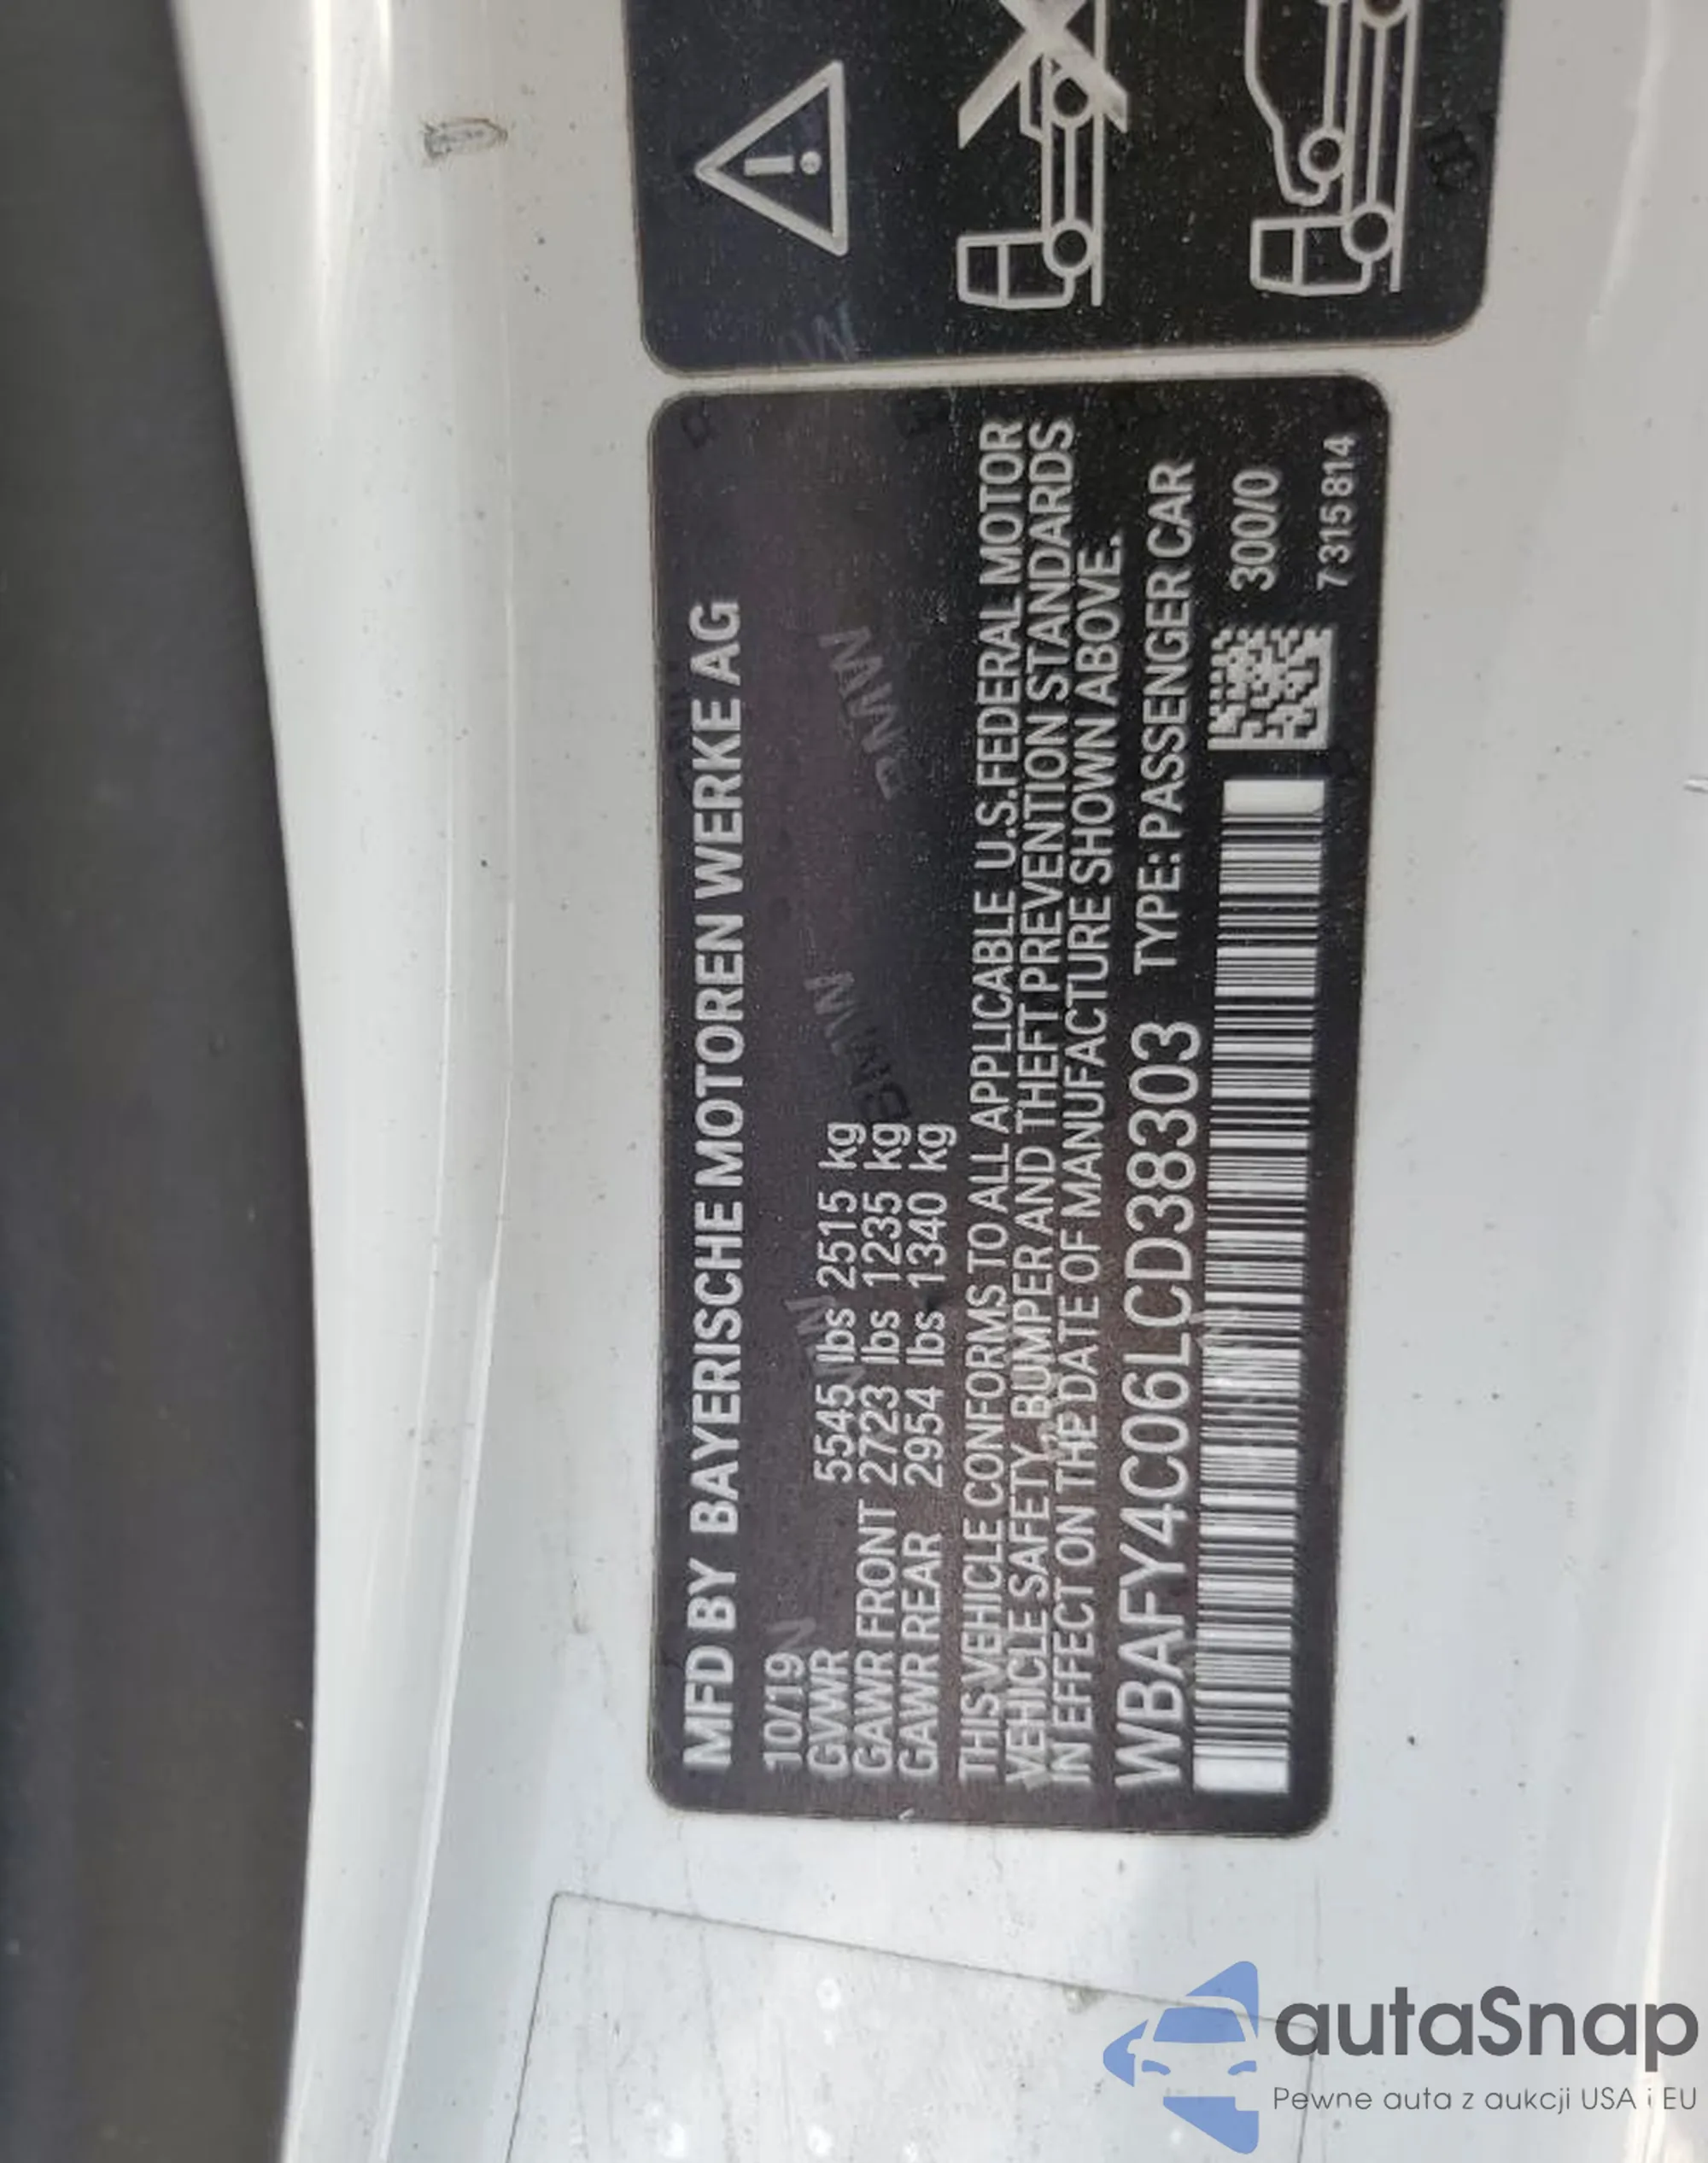 MFD BY BAYERISCHE MOTOREN WERKE AG
10/19
GVWR 5545 lbs 2515 kg
GAWR FRONT 2723 lbs 1235 kg
GAWR REAR 2954 lbs 1340 kg
THIS VEHICLE CONFORMS TO ALL APPLICABLE U.S.FEDERAL MOTOR
VEHICLE SAFETY, BUMPER AND THEFT PREVENTION STANDARDS
IN EFFECT ON THE DATE OF MANUFACTURE SHOWN ABOVE.
WBAFY4C06LCD38303 TYPE: PASSENGER CAR
300/0
7315814
autaSnap
Pewne auta z aukcji USA i EU